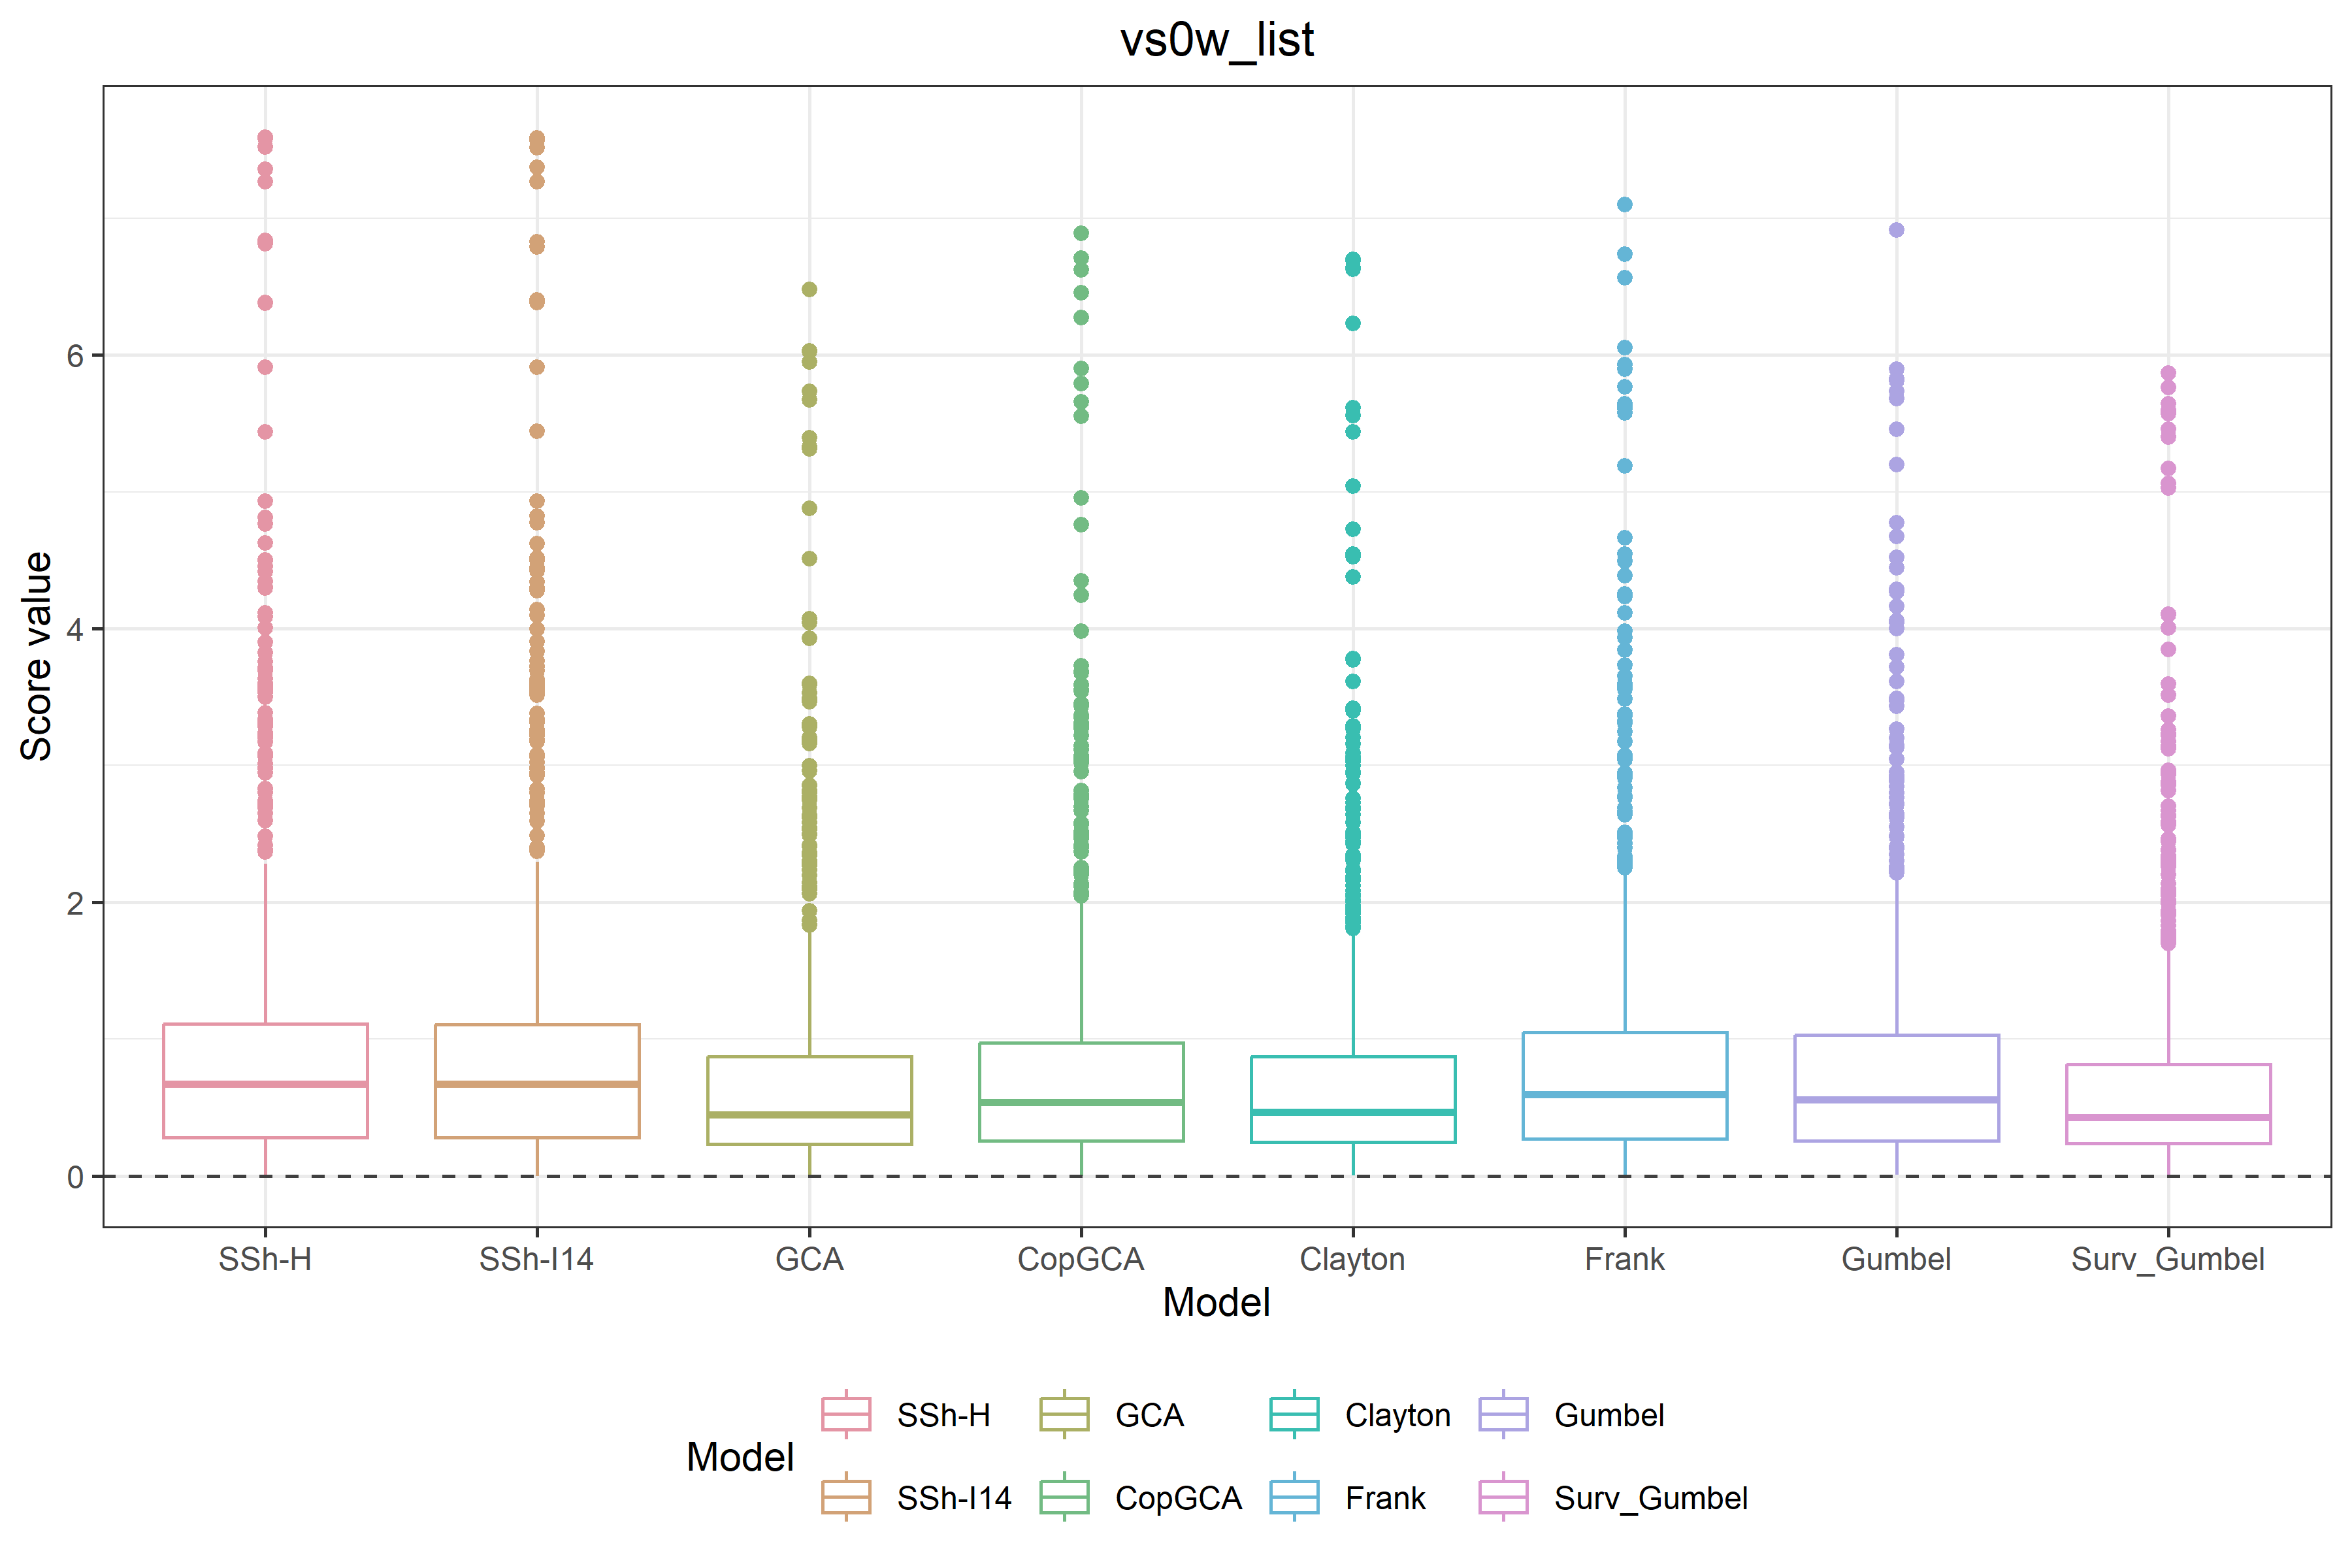 vs0w_list
Score value
6
4
2
0
SSh-H SSh-I14 GCA CopGCA Clayton Frank Gumbel Surv_Gumbel
Model
Model
SSh-H GCA Clayton Gumbel
SSh-I14 CopGCA Frank Surv_Gumbel